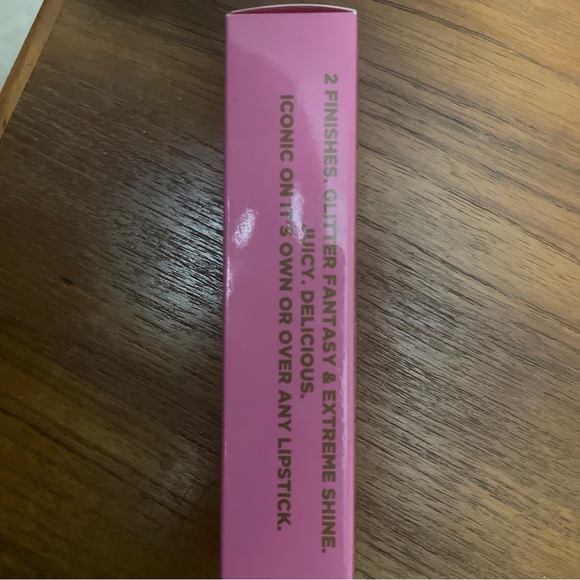 2 FINISHES. GLITTER FANTASY & EXTREME SHINE.
JUICY. DELICIOUS.
ICONIC ON IT'S OWN OR OVER ANY LIPSTICK.